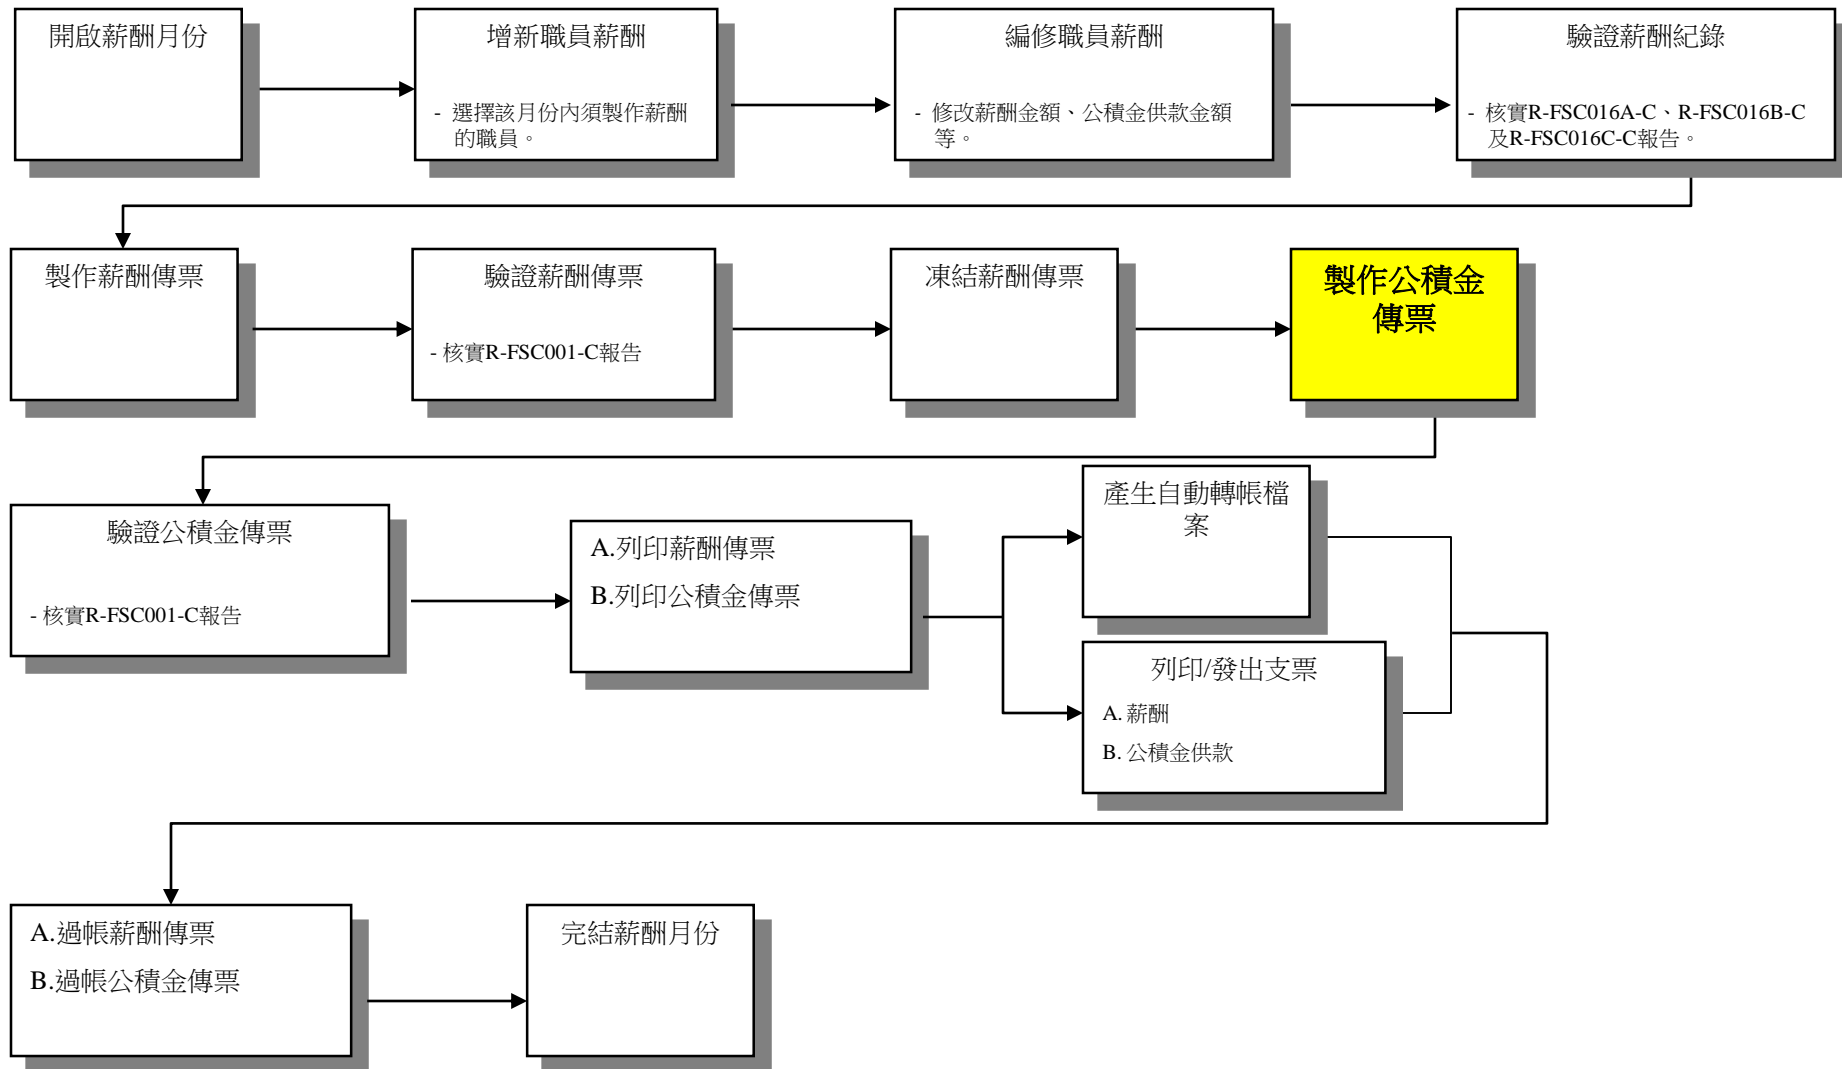 開啟薪酬月份
增新職員薪酬
- 選擇該月份內須製作薪酬
的職員。
編修職員薪酬
- 修改薪酬金額、公積金供款金額
等。
驗證薪酬紀錄
- 核實R-FSC016A-C、R-FSC016B-C
及R-FSC016C-C報告。
製作薪酬傳票
驗證薪酬傳票
- 核實R-FSC001-C報告
凍結薪酬傳票
製作公積金
傳票
驗證公積金傳票
- 核實R-FSC001-C報告
A.列印薪酬傳票
B.列印公積金傳票
產生自動轉帳檔
案
列印/發出支票
A. 薪酬
B. 公積金供款
A.過帳薪酬傳票
B.過帳公積金傳票
完結薪酬月份